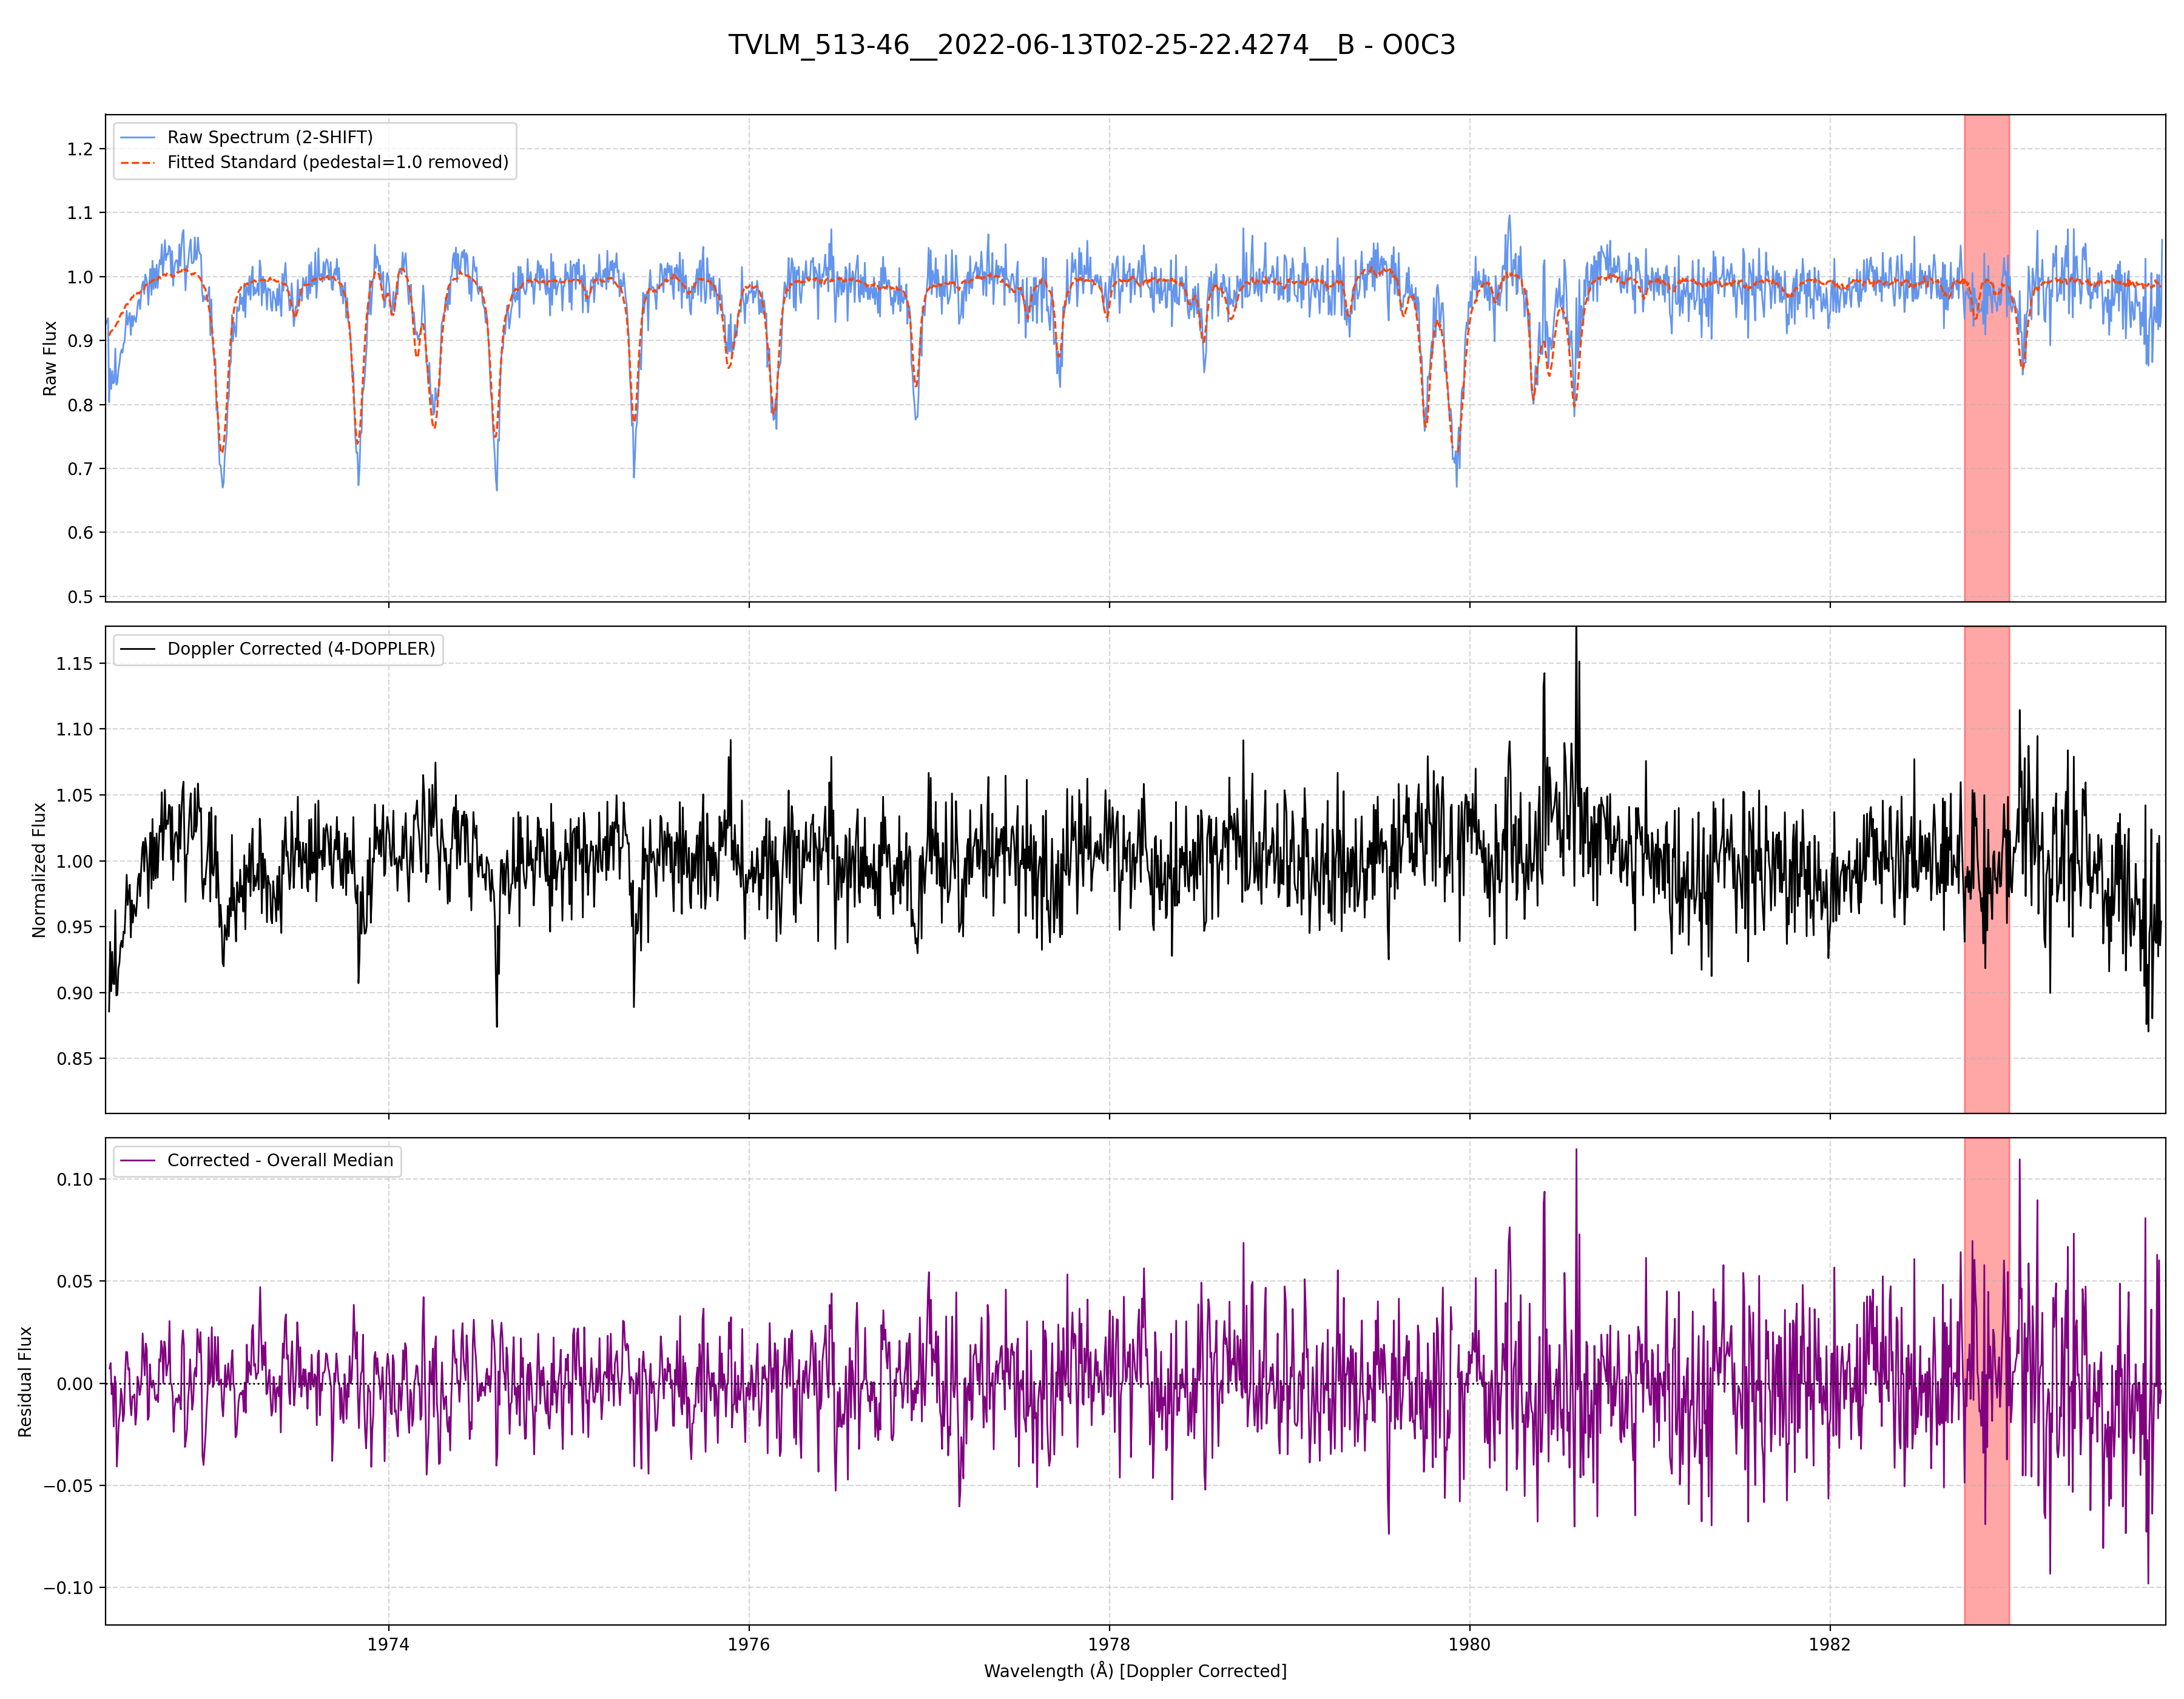 TVLM_513-46__2022-06-13T02-25-22.4274__B - O0C3
Raw Spectrum (2-SHIFT)
Fitted Standard (pedestal=1.0 removed)
1.2
1.1
1.0
0.9
0.8
0.7
0.6
0.5
Raw Flux
Doppler Corrected (4-DOPPLER)
1.15
1.10
1.05
1.00
0.95
0.90
0.85
Normalized Flux
Corrected - Overall Median
0.10
0.05
0.00
−0.05
−0.10
Residual Flux
1974
1976
1978
1980
1982
Wavelength (Å) [Doppler Corrected]